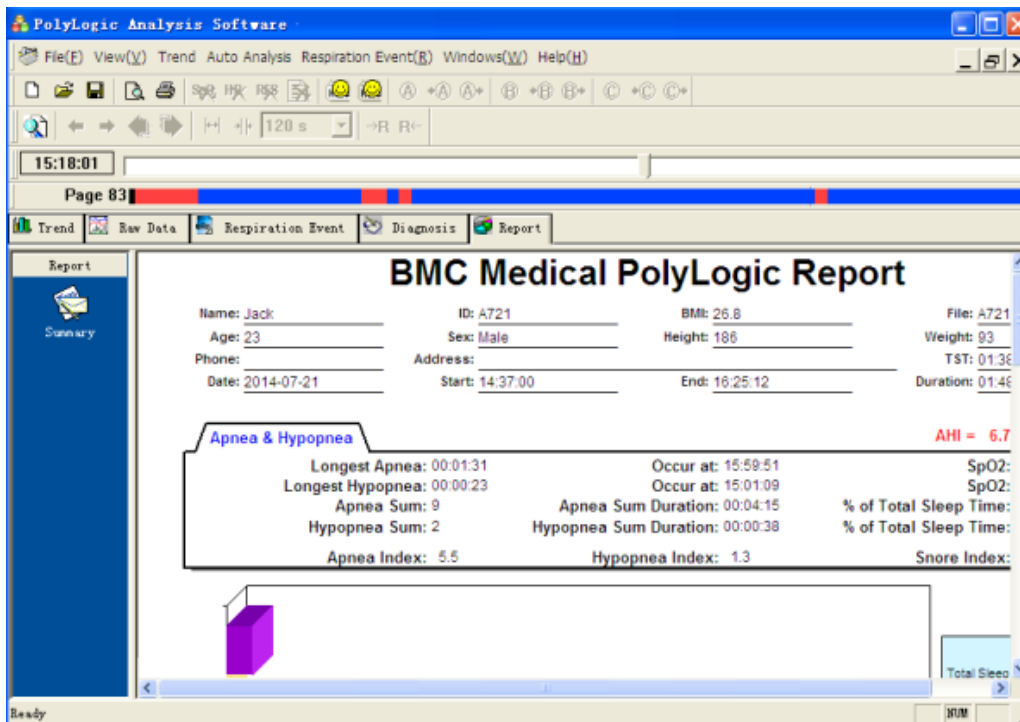 PolyLogic Analysis Software
File(F) View(V) Trend Auto Analysis Respiration Event(R) Windows(W) Help(H)
120 s
15:18:01
Page 83
Trend Raw Data Respiration Event Diagnosis Report
Report
Summary
BMC Medical PolyLogic Report
Name: Jack ID: A721 BMI: 26.8 File: A721
Age: 23 Sex: Male Height: 186 Weight: 93
Phone: Address: TST: 01:38
Date: 2014-07-21 Start: 14:37:00 End: 16:25:12 Duration: 01:48
Apnea & Hypopnea AHI = 6.7
Longest Apnea: 00:01:31 Occur at: 15:59:51 SpO2:
Longest Hypopnea: 00:00:23 Occur at: 15:01:09 SpO2:
Apnea Sum: 9 Apnea Sum Duration: 00:04:15 % of Total Sleep Time:
Hypopnea Sum: 2 Hypopnea Sum Duration: 00:00:38 % of Total Sleep Time:
Apnea Index: 5.5 Hypopnea Index: 1.3 Snore Index:
Total Sleep
Ready NUM